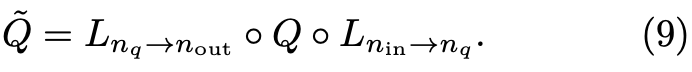 Q̃ = L_{n_q→n_out} ∘ Q ∘ L_{n_in→n_q}. (9)